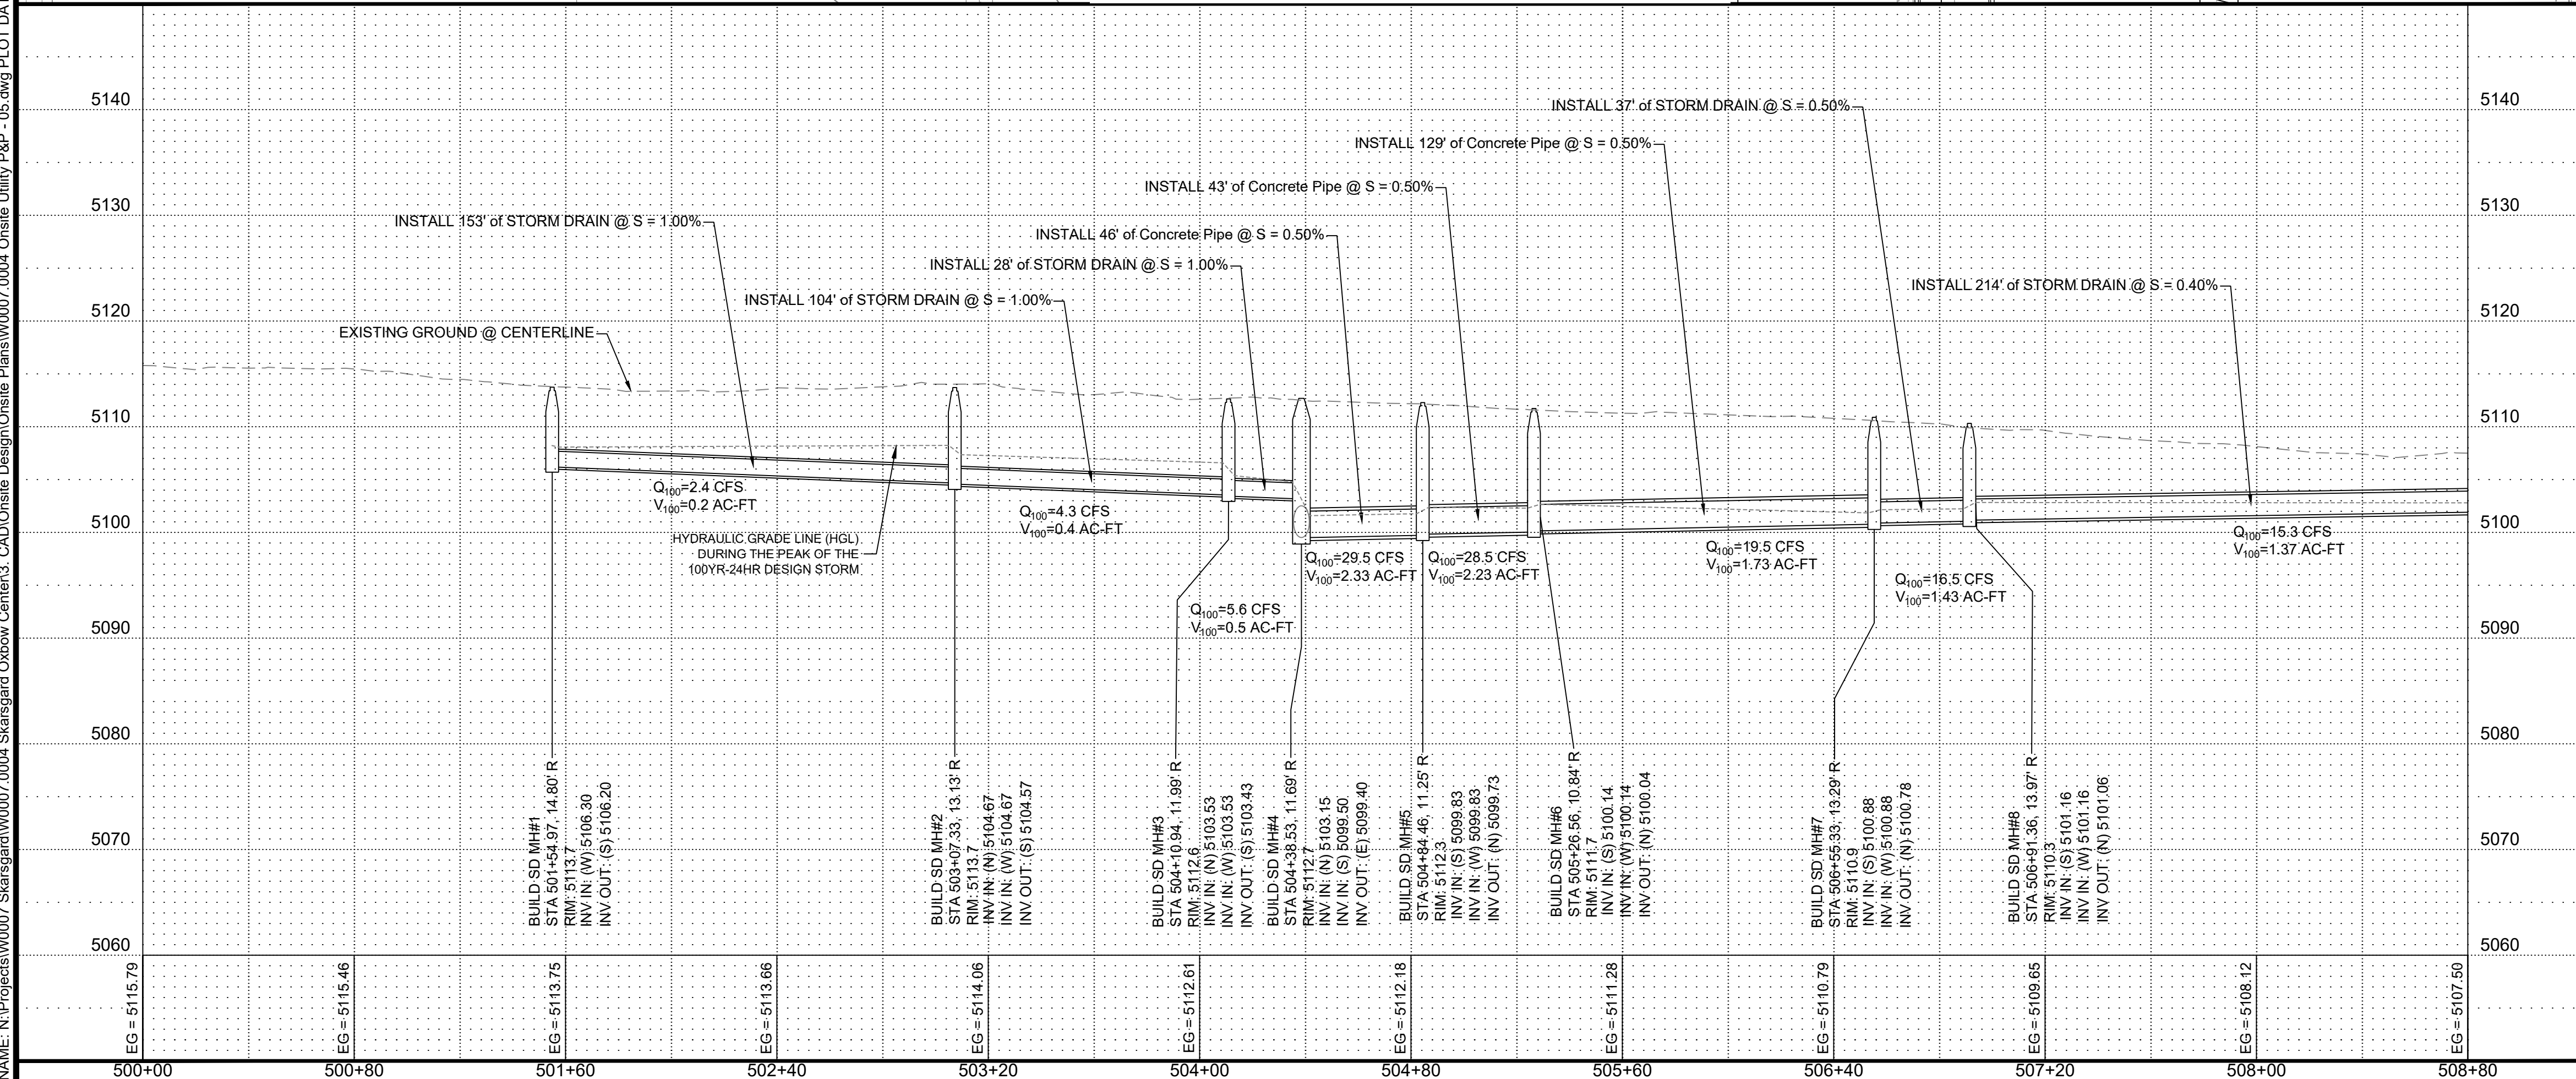 NAME: N:\Projects\W0007 Skarsgard\W0007.0004 Skarsgard Oxbow Center\3. CAD\Onsite Design\Onsite Plans\W0007.0004 Onsite Utility P&P - 05.dwg PLOT DAT
5140
5130
5120
5110
5100
5090
5080
5070
5060
INSTALL 37' of STORM DRAIN @ S = 0.50%
INSTALL 129' of Concrete Pipe @ S = 0.50%
INSTALL 43' of Concrete Pipe @ S = 0.50%
INSTALL 153' of STORM DRAIN @ S = 1.00%
INSTALL 46' of Concrete Pipe @ S = 0.50%
INSTALL 28' of STORM DRAIN @ S = 1.00%
INSTALL 214' of STORM DRAIN @ S = 0.40%
INSTALL 104' of STORM DRAIN @ S = 1.00%
EXISTING GROUND @ CENTERLINE
Q100=2.4 CFS
V100=0.2 AC-FT
Q100=4.3 CFS
V100=0.4 AC-FT
HYDRAULIC GRADE LINE (HGL)
DURING THE PEAK OF THE
100YR-24HR DESIGN STORM
Q100=5.6 CFS
V100=0.5 AC-FT
Q100=29.5 CFS
V100=2.33 AC-FT
Q100=28.5 CFS
V100=2.23 AC-FT
Q100=19.5 CFS
V100=1.73 AC-FT
Q100=16.5 CFS
V100=1.43 AC-FT
Q100=15.3 CFS
V100=1.37 AC-FT
BUILD SD MH#1
STA 501+54.97, 14.80' R
RIM: 5113.7
INV IN: (W) 5106.30
INV OUT: (S) 5106.20
BUILD SD MH#2
STA 503+07.33, 13.13' R
RIM: 5113.7
INV IN: (N) 5104.67
INV IN: (W) 5104.67
INV OUT: (S) 5104.57
BUILD SD MH#3
STA 504+10.94, 11.99' R
RIM: 5112.6
INV IN: (N) 5103.53
INV IN: (W) 5103.53
INV OUT: (S) 5103.43
BUILD SD MH#4
STA 504+38.53, 11.69' R
RIM: 5112.7
INV IN: (N) 5103.15
INV IN: (S) 5099.50
INV OUT: (E) 5099.40
BUILD SD MH#5
STA 504+84.46, 11.25' R
RIM: 5112.3
INV IN: (S) 5099.83
INV IN: (W) 5099.83
INV OUT: (N) 5099.73
BUILD SD MH#6
STA 505+26.56, 10.84' R
RIM: 5111.7
INV IN: (S) 5100.14
INV IN: (W) 5100.14
INV OUT: (N) 5100.04
BUILD SD MH#7
STA 506+55.33, 13.29' R
RIM: 5110.9
INV IN: (S) 5100.88
INV IN: (W) 5100.88
INV OUT: (N) 5100.78
BUILD SD MH#8
STA 506+91.36, 13.97' R
RIM: 5110.3
INV IN: (S) 5101.16
INV IN: (W) 5101.16
INV OUT: (N) 5101.06
5140
5130
5120
5110
5100
5090
5080
5070
5060
EG = 5115.79
EG = 5115.46
EG = 5113.75
EG = 5113.66
EG = 5114.06
EG = 5112.61
EG = 5112.18
EG = 5111.28
EG = 5110.79
EG = 5109.65
EG = 5108.12
EG = 5107.50
500+00
500+80
501+60
502+40
503+20
504+00
504+80
505+60
506+40
507+20
508+00
508+80